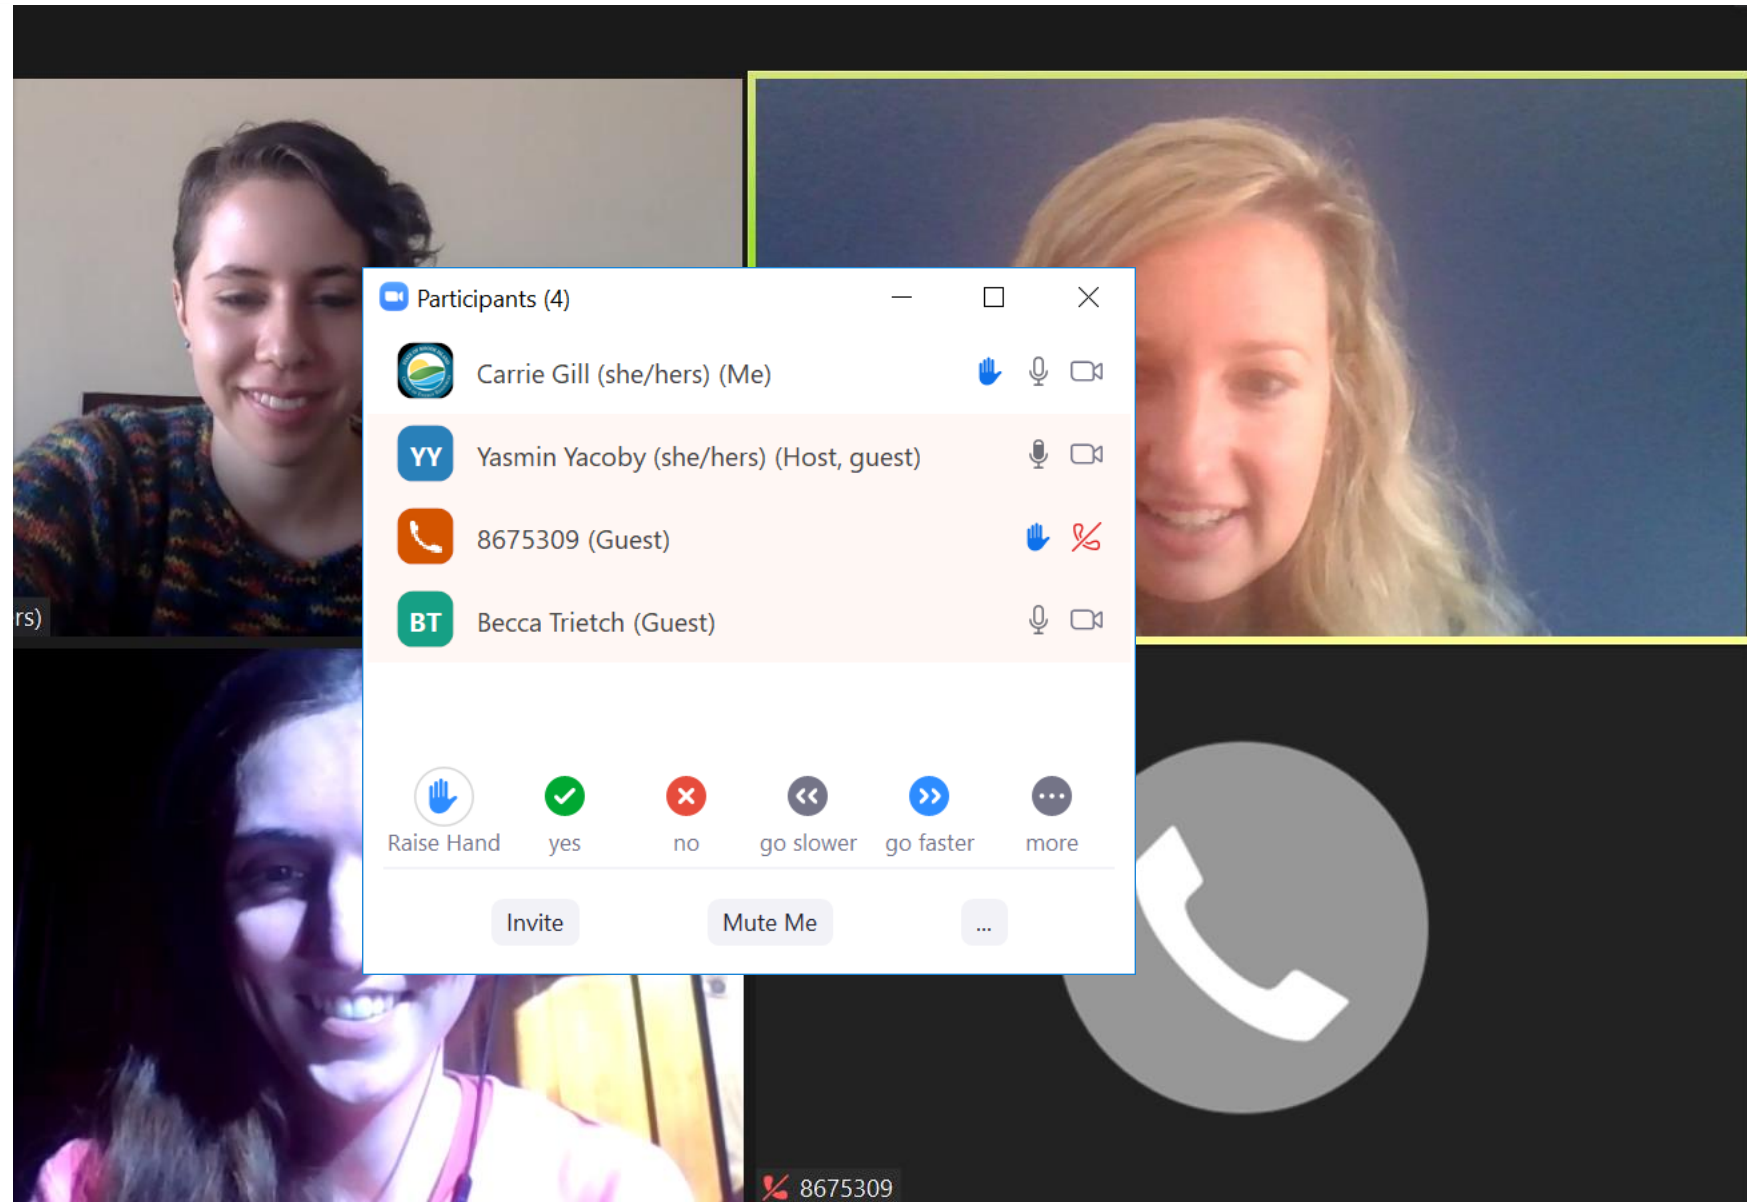 Participants (4)
Carrie Gill (she/hers) (Me)
YY
Yasmin Yacoby (she/hers) (Host, guest)
8675309 (Guest)
BT
Becca Trietch (Guest)
rs)
Raise Hand
yes
no
go slower
go faster
more
Invite
Mute Me
...
8675309